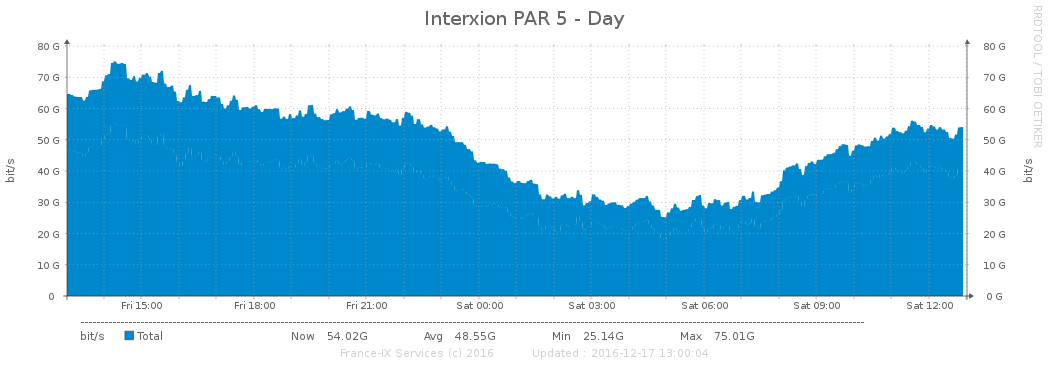 Interxion PAR 5 - Day
RRDTOOL / TOBI OETIKER
80 G 80 G
70 G 70 G
60 G 60 G
50 G 50 G
40 G 40 G
30 G 30 G
20 G 20 G
10 G 10 G
0 0 G
bit/s bit/s
Fri 15:00 Fri 18:00 Fri 21:00 Sat 00:00 Sat 03:00 Sat 06:00 Sat 09:00 Sat 12:00
bit/s Total Now 54.02G Avg 48.55G Min 25.14G Max 75.01G
France-IX Services (c) 2016 Updated : 2016-12-17 13:00:04